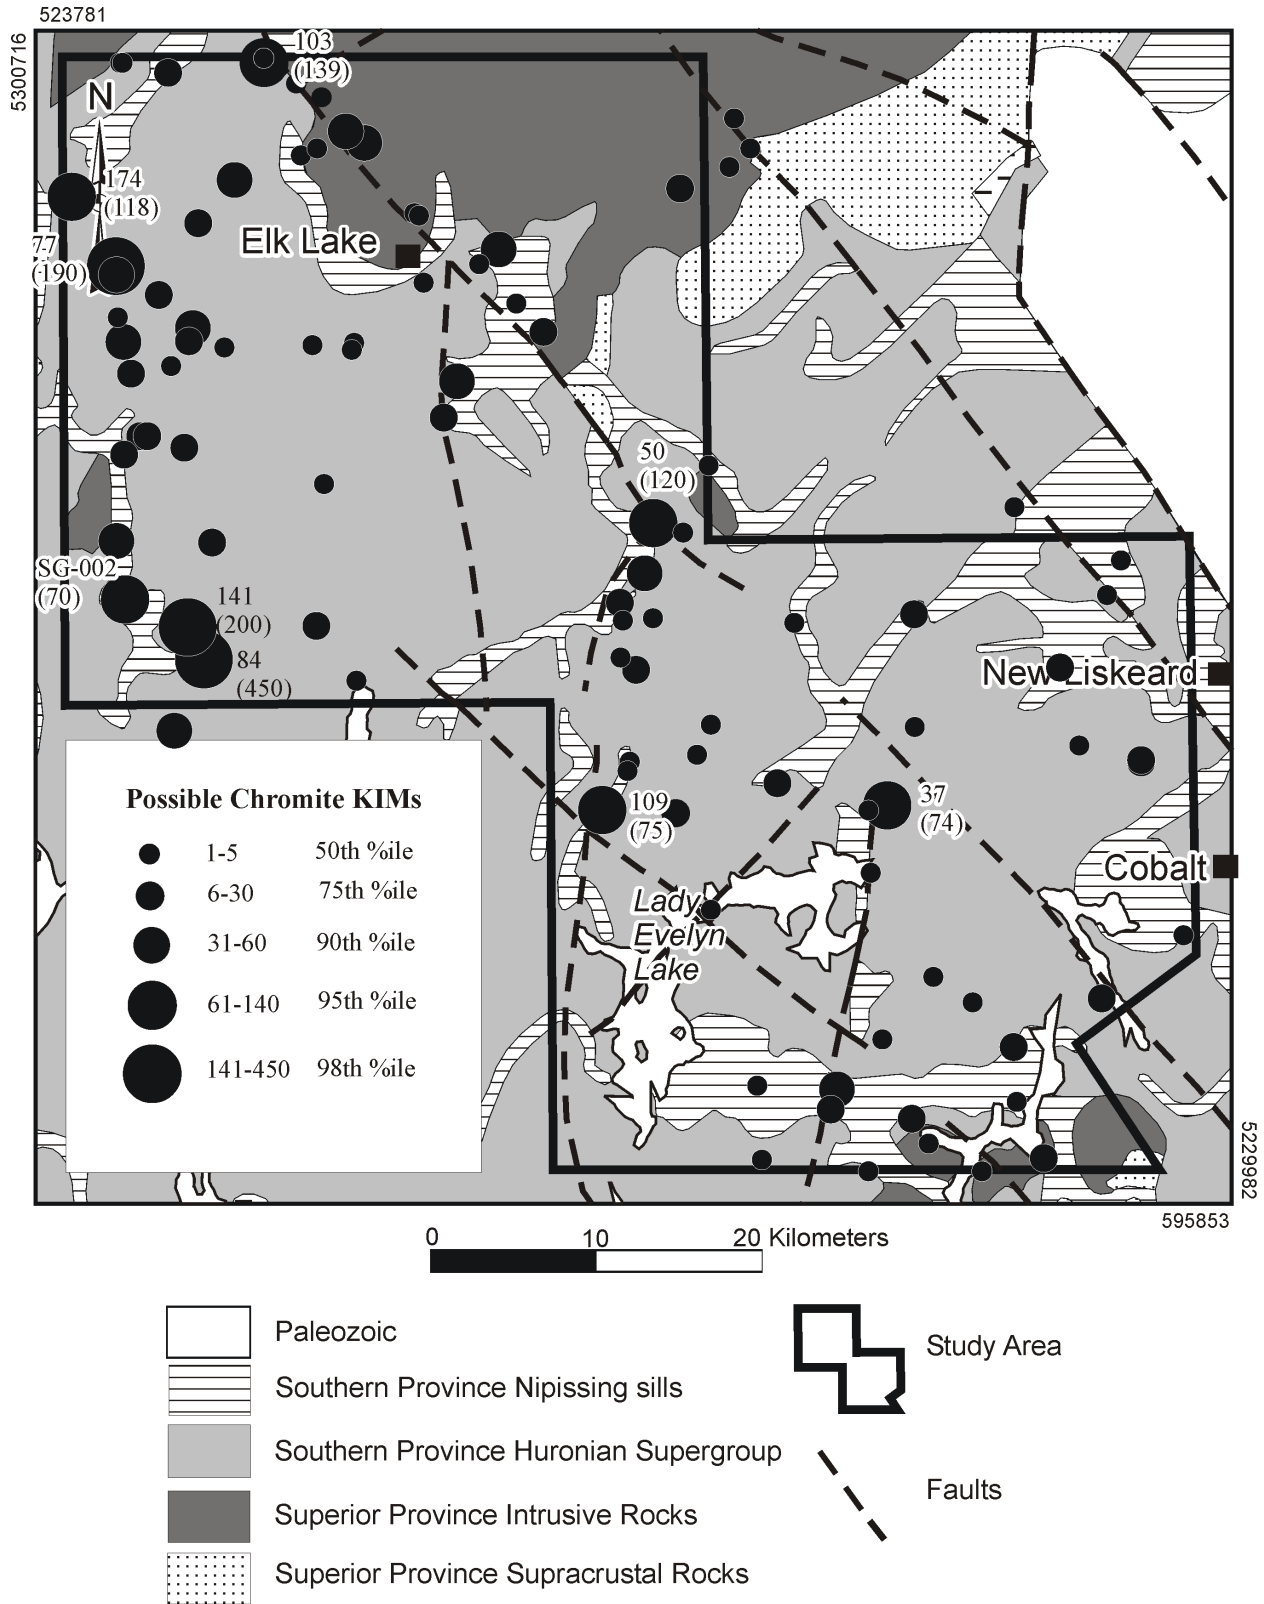 523781
5300716
103
(139)
N
174
(118)
Elk Lake
77
(190)
50
(120)
SG-002
(70)
141
(200)
84
(450)
New Liskeard
Possible Chromite KIMs
1-5 50th %ile
6-30 75th %ile
31-60 90th %ile
61-140 95th %ile
141-450 98th %ile
109
(75)
37
(74)
Cobalt
Lady
Evelyn
Lake
5229982
595853
0 10 20 Kilometers
Paleozoic
Southern Province Nipissing sills
Southern Province Huronian Supergroup
Superior Province Intrusive Rocks
Superior Province Supracrustal Rocks
Study Area
Faults